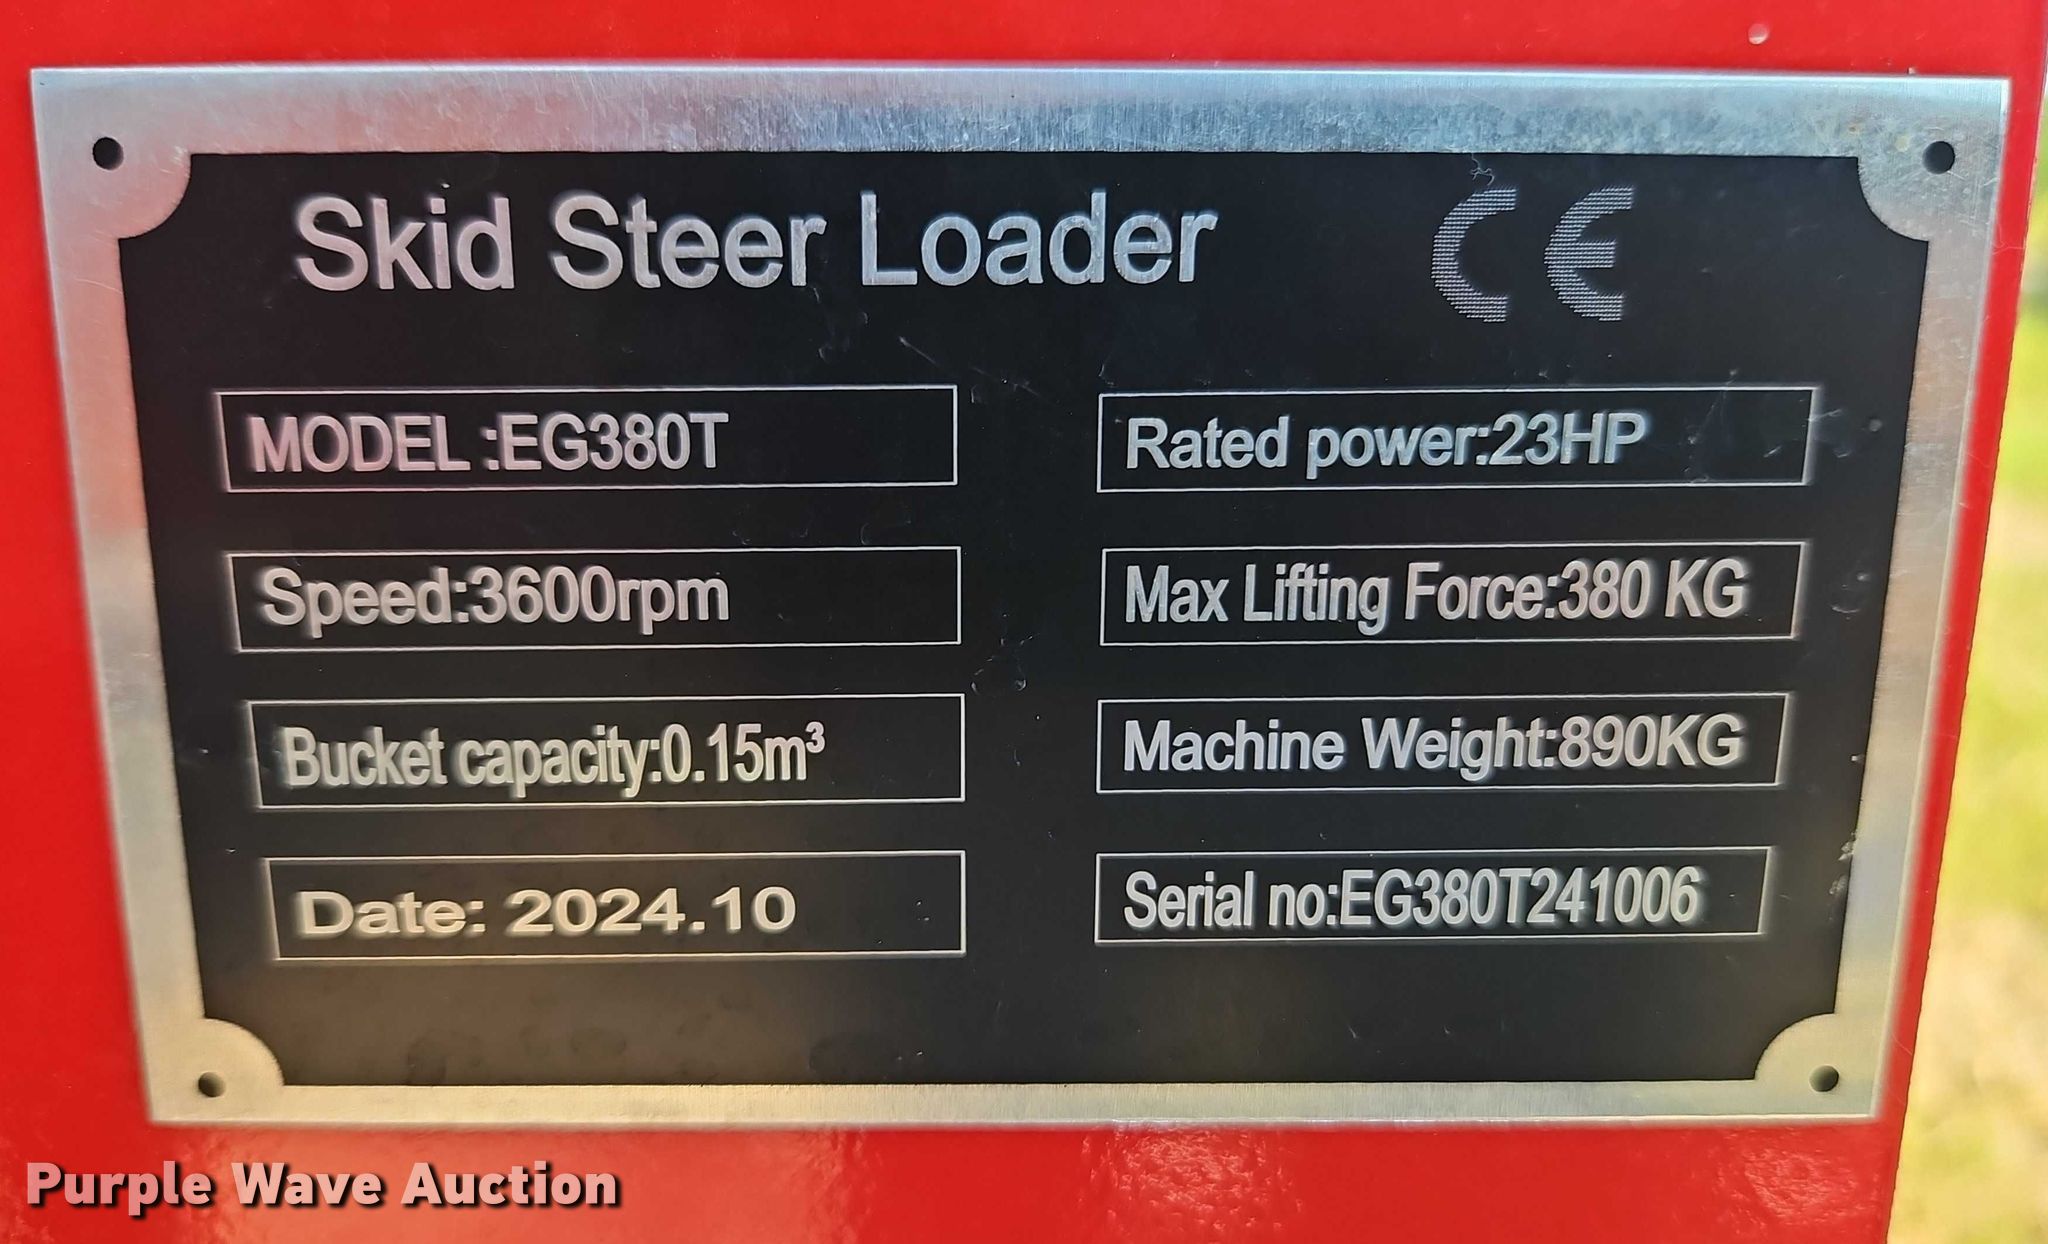 Skid Steer Loader CE
MODEL :EG380T
Rated power:23HP
Speed:3600rpm
Max Lifting Force:380 KG
Bucket capacity:0.15m³
Machine Weight:890KG
Date: 2024.10
Serial no:EG380T241006
Purple Wave Auction